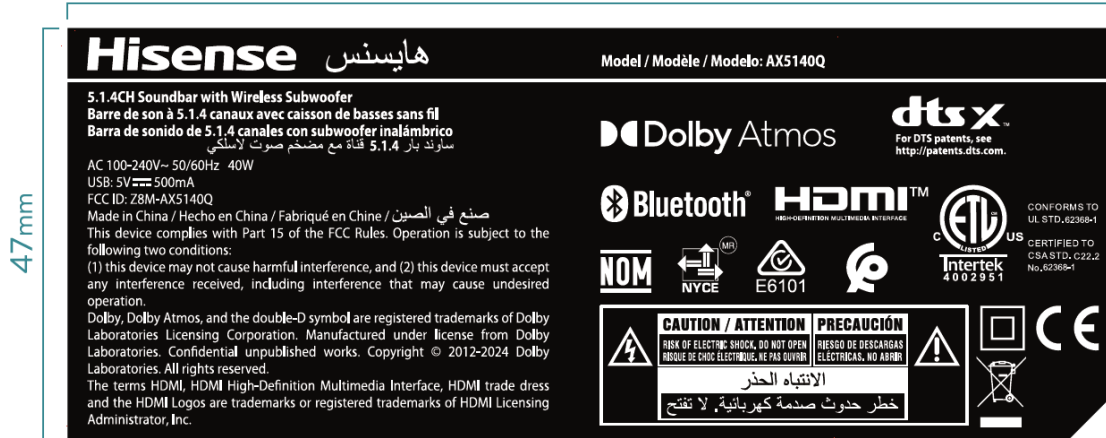 47mm
Hisense هايسنس
Model / Modèle / Modelo: AX5140Q
5.1.4CH Soundbar with Wireless Subwoofer
Barre de son à 5.1.4 canaux avec caisson de basses sans fil
Barra de sonido de 5.1.4 canales con subwoofer inalámbrico
ساوند بار 5.1.4 قناة مع مضخم صوت لاسلكي
AC 100-240V~ 50/60Hz 40W
USB: 5V⎓500mA
FCC ID: Z8M-AX5140Q
Made in China / Hecho en China / Fabriqué en Chine / صنع في الصين
This device complies with Part 15 of the FCC Rules. Operation is subject to the
following two conditions:
(1) this device may not cause harmful interference, and (2) this device must accept
any interference received, including interference that may cause undesired
operation.
Dolby, Dolby Atmos, and the double-D symbol are registered trademarks of Dolby
Laboratories Licensing Corporation. Manufactured under license from Dolby
Laboratories. Confidential unpublished works. Copyright © 2012-2024 Dolby
Laboratories. All rights reserved.
The terms HDMI, HDMI High-Definition Multimedia Interface, HDMI trade dress
and the HDMI Logos are trademarks or registered trademarks of HDMI Licensing
Administrator, Inc.
Dolby Atmos
dts X™
For DTS patents, see
http://patents.dts.com.
Bluetooth®
HDMI™
HIGH-DEFINITION MULTIMEDIA INTERFACE
ETL CM
LISTED
C US
Intertek
4002951
CONFORMS TO
UL STD.62368-1
CERTIFIED TO
CSA STD. C22.2
No.62368-1
NOM
NYCE
MR
E6101
CAUTION / ATTENTION
RISK OF ELECTRIC SHOCK, DO NOT OPEN
RISQUE DE CHOC ÉLECTRIQUE. NE PAS OUVRIR
PRECAUCIÓN
RIESGO DE DESCARGAS
ELÉCTRICAS. NO ABRIR
الانتباه الحذر
خطر حدوث صدمة كهربائية. لا تفتح
CE